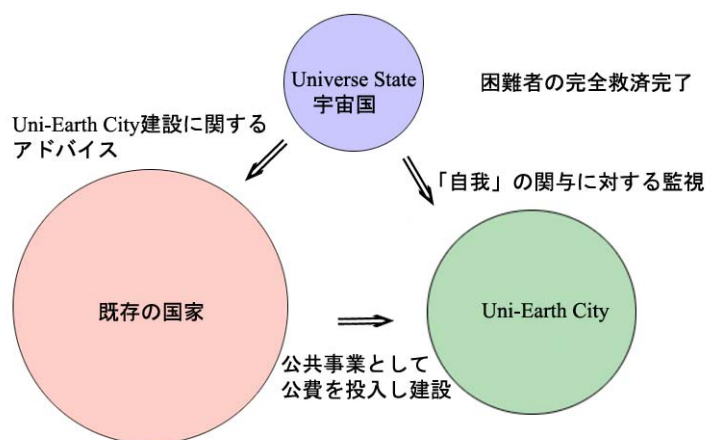 Universe State
宇宙国
困難者の完全救済完了
Uni-Earth City建設に関する
アドバイス
「自我」の関与に対する監視
既存の国家
Uni-Earth City
公共事業として
公費を投入し建設